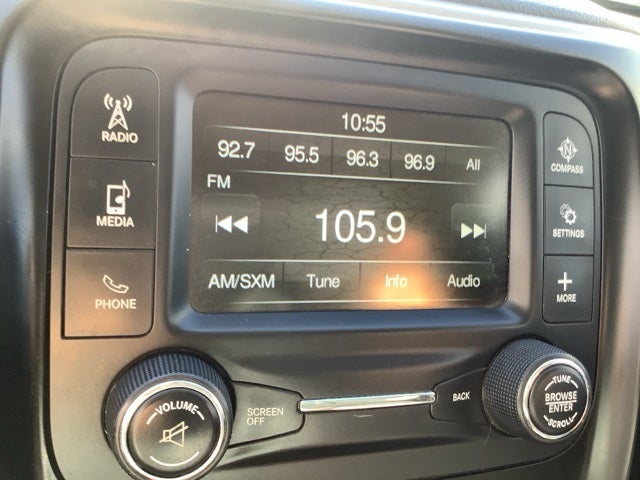 10:55
RADIO
92.7 95.5 96.3 96.9 All
N
COMPASS
FM
MEDIA
105.9
SETTINGS
PHONE
AM/SXM Tune Info Audio
MORE
VOLUME
SCREEN
OFF
BACK
TUNE
BROWSE
ENTER
SCROLL